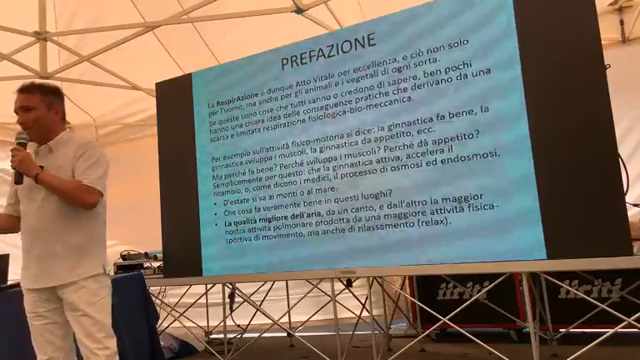 PREFAZIONE
La RespirAzione è dunque Atto Vitale per eccellenza, e ciò non solo
per l'uomo, ma anche per gli animali e i vegetali di ogni sorta.
Se queste sono cose che tutti sanno o credono di sapere, ben pochi
hanno una chiara idea delle conseguenze pratiche che derivano da una
scarsa e limitata respirazione fisiologica-bio-meccanica.
Per esempio sull'attività fisico-motoria si dice: la ginnastica fa bene, la
ginnastica sviluppa i muscoli, la ginnastica da appetito, ecc.
Ma perché fa bene? Perché sviluppa i muscoli? Perché dà appetito?
Semplicemente per questo: che la ginnastica attiva, accelera il
ricambio, o, come dicono i medici, il processo di osmosi ed endosmosi.
• D'estate si va ai monti o al mare.
• Che cosa fa veramente bene in questi luoghi?
• La qualità migliore dell'aria, da un canto, e dall'altro la maggior
nostra attività polmonare prodotta da una maggiore attività fisica-
sportiva di movimento, ma anche di rilassamento (relax).